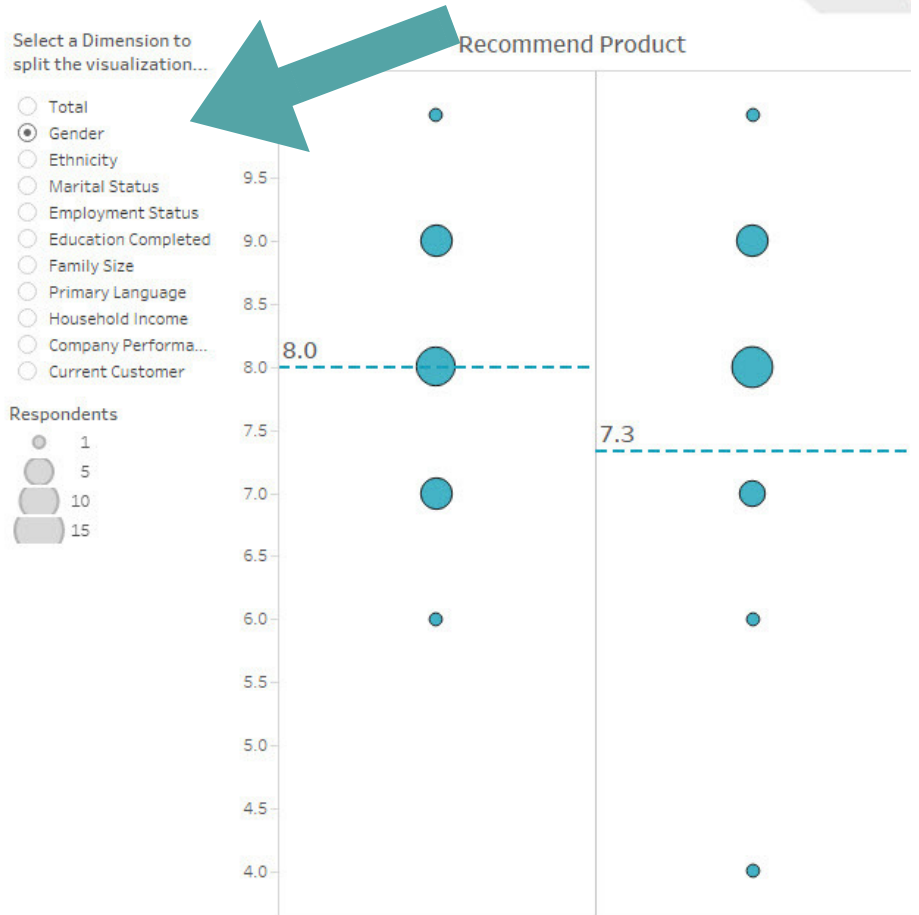 Select a Dimension to
split the visualization...
Total
Gender
Ethnicity
Marital Status
Employment Status
Education Completed
Family Size
Primary Language
Household Income
Company Performa...
Current Customer
Respondents
1
5
10
15
Recommend Product
9.5
9.0
8.5
8.0
7.5
7.0
6.5
6.0
5.5
5.0
4.5
4.0
8.0
7.3